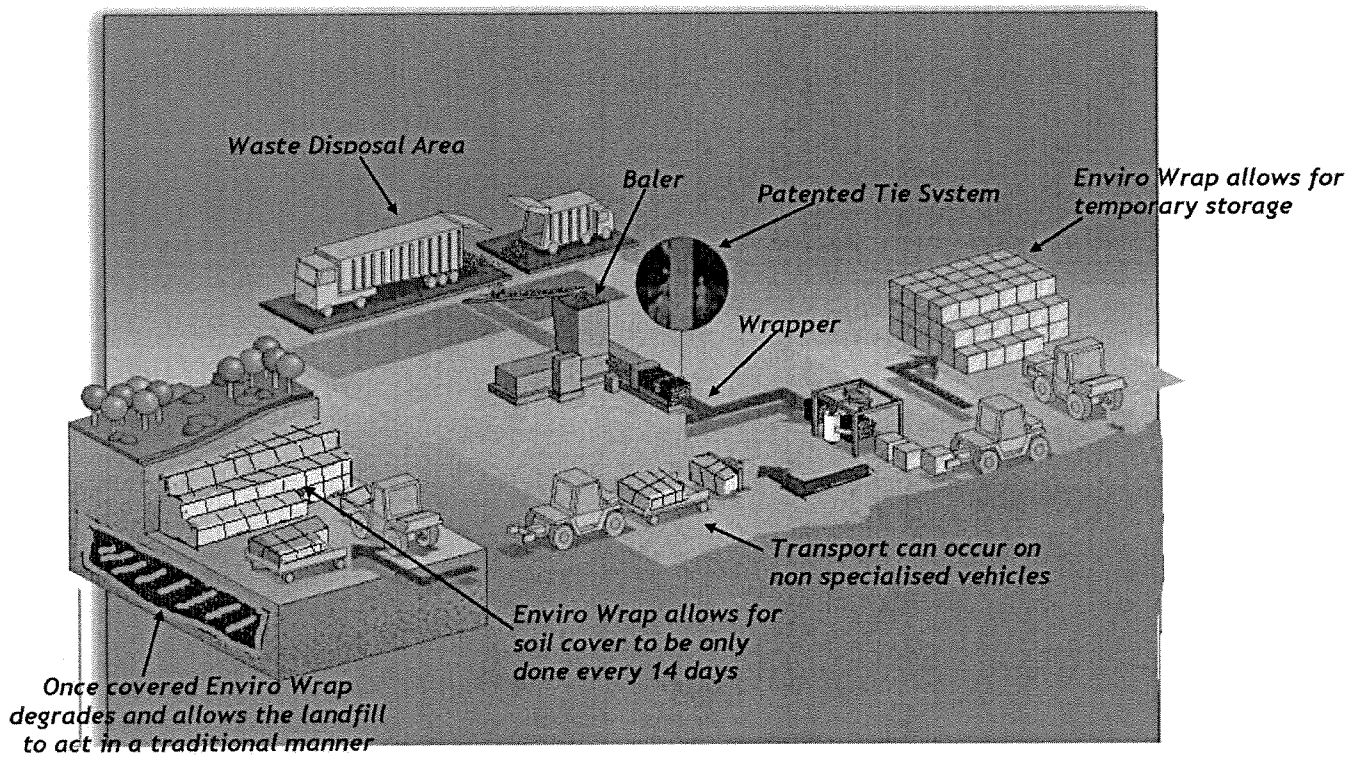 Waste Disposal Area
Baler
Patented Tie System
Enviro Wrap allows for
temporary storage
Wrapper
Transport can occur on
non specialised vehicles
Enviro Wrap allows for
soil cover to be only
done every 14 days
Once covered Enviro Wrap
degrades and allows the landfill
to act in a traditional manner